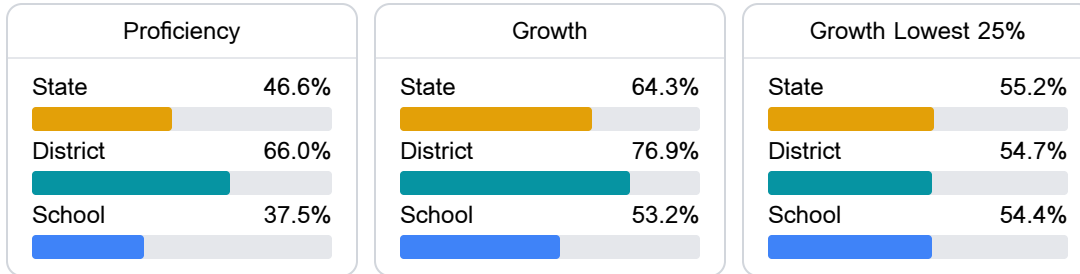 Proficiency
State 46.6%
District 66.0%
School 37.5%
Growth
State 64.3%
District 76.9%
School 53.2%
Growth Lowest 25%
State 55.2%
District 54.7%
School 54.4%